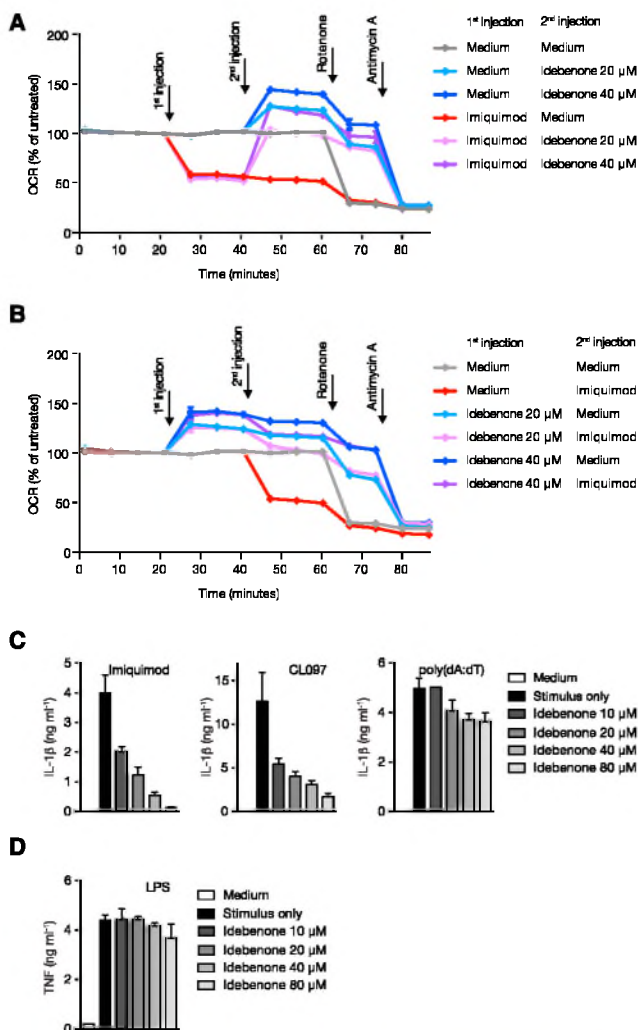 A
1st injection
2nd injection
Rotenone
Antimycin A
1st injection 2nd injection
Medium Medium
Medium Idebenone 20 µM
Medium Idebenone 40 µM
Imiquimod Medium
Imiquimod Idebenone 20 µM
Imiquimod Idebenone 40 µM
OCR (% of untreated)
200
150
100
50
0
0 10 20 30 40 50 60 70 80
Time (minutes)
B
1st injection
2nd injection
Rotenone
Antimycin A
1st injection 2nd injection
Medium Medium
Medium Imiquimod
Idebenone 20 µM Medium
Idebenone 20 µM Imiquimod
Idebenone 40 µM Medium
Idebenone 40 µM Imiquimod
OCR (% of untreated)
200
150
100
50
0
0 10 20 30 40 50 60 70 80
Time (minutes)
C
Imiquimod
IL-1β (ng ml⁻¹)
5
4
3
2
1
0
CL097
IL-1β (ng ml⁻¹)
15
10
5
0
poly(dA:dT)
IL-1β (ng ml⁻¹)
6
4
2
0
Medium
Stimulus only
Idebenone 10 µM
Idebenone 20 µM
Idebenone 40 µM
Idebenone 80 µM
D
LPS
TNF (ng ml⁻¹)
6
4
2
0
Medium
Stimulus only
Idebenone 10 µM
Idebenone 20 µM
Idebenone 40 µM
Idebenone 80 µM